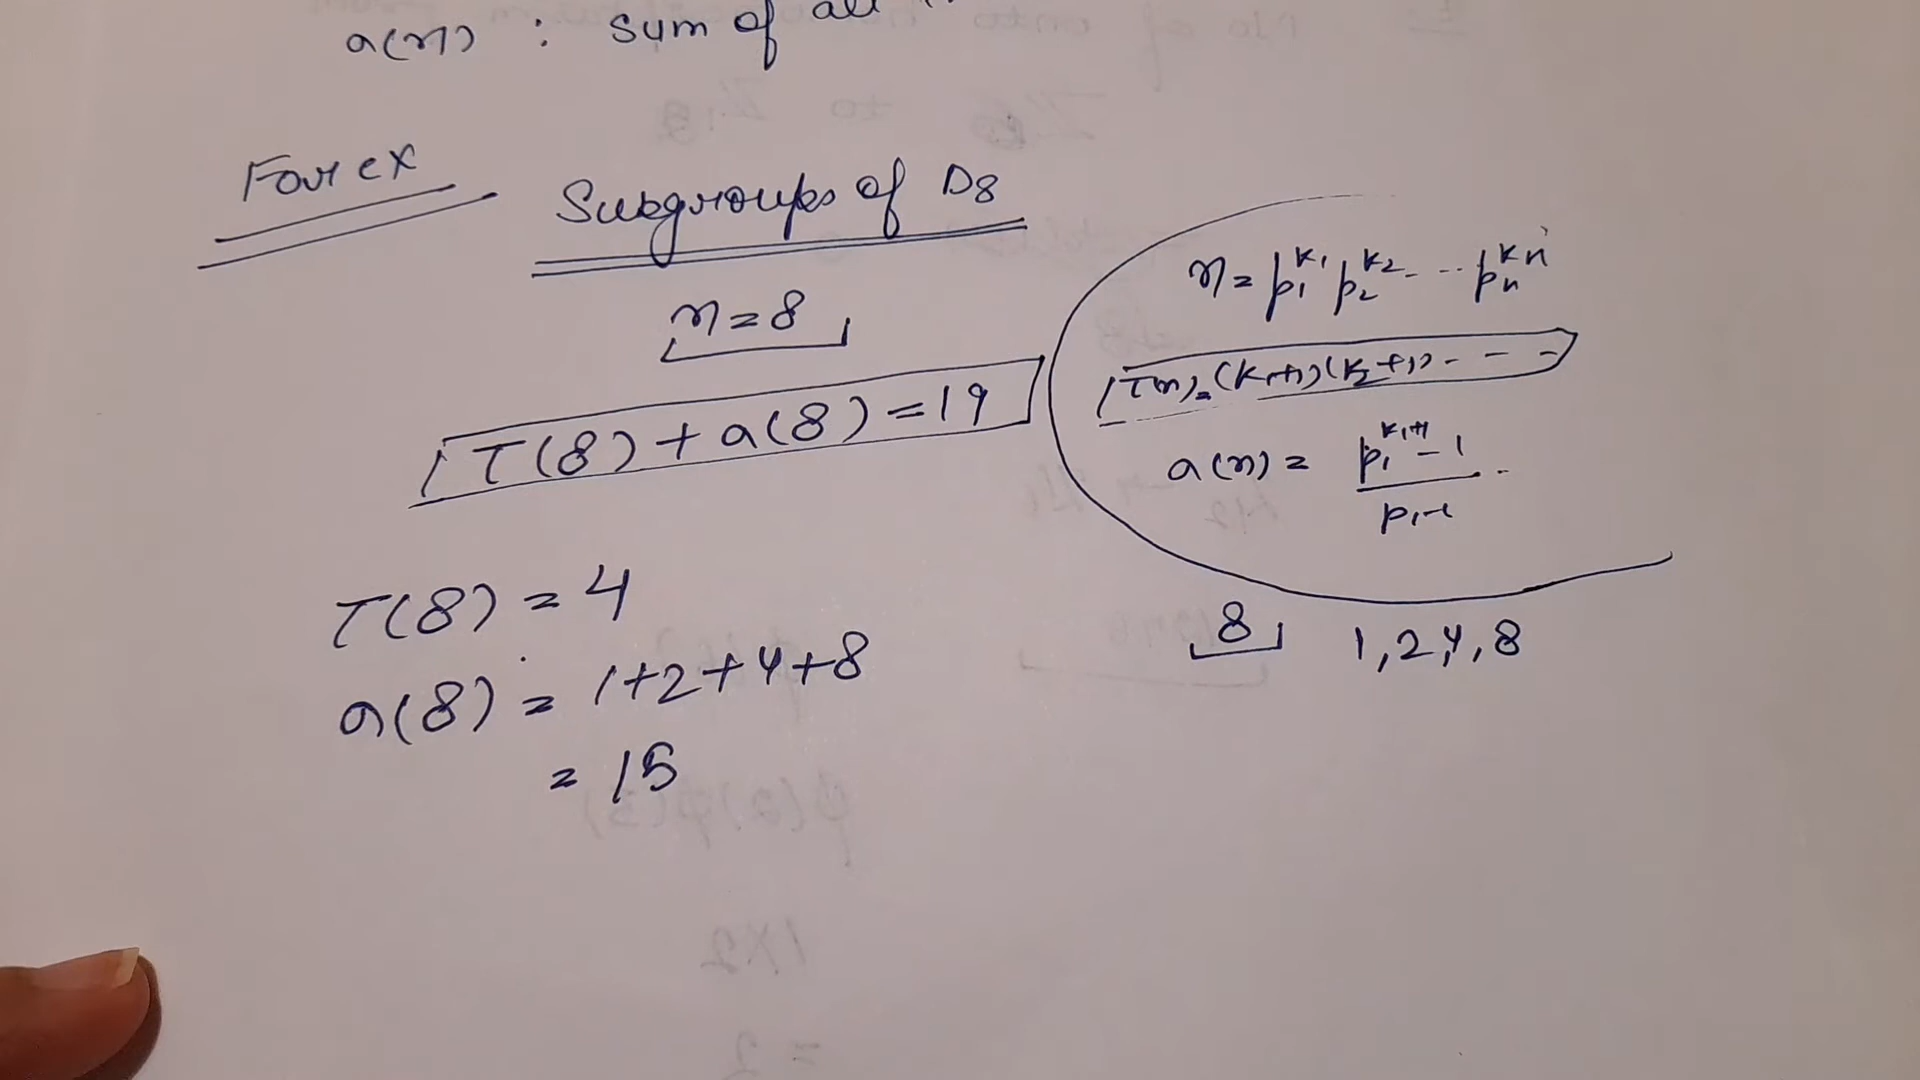 a(n) : Sum of all
For ex
Subgroups of D8
n=8
τ(8) + a(8) = 19
n = p₁^k₁ p₂^k₂ - - - pₙ^kn
τ(n) = (k₁+1)(k₂+1) - - -
a(n) = (p₁^(k₁+1) - 1) / (p₁-1) - -
8 1,2,4,8
τ(8) = 4
a(8) = 1+2+4+8
= 15